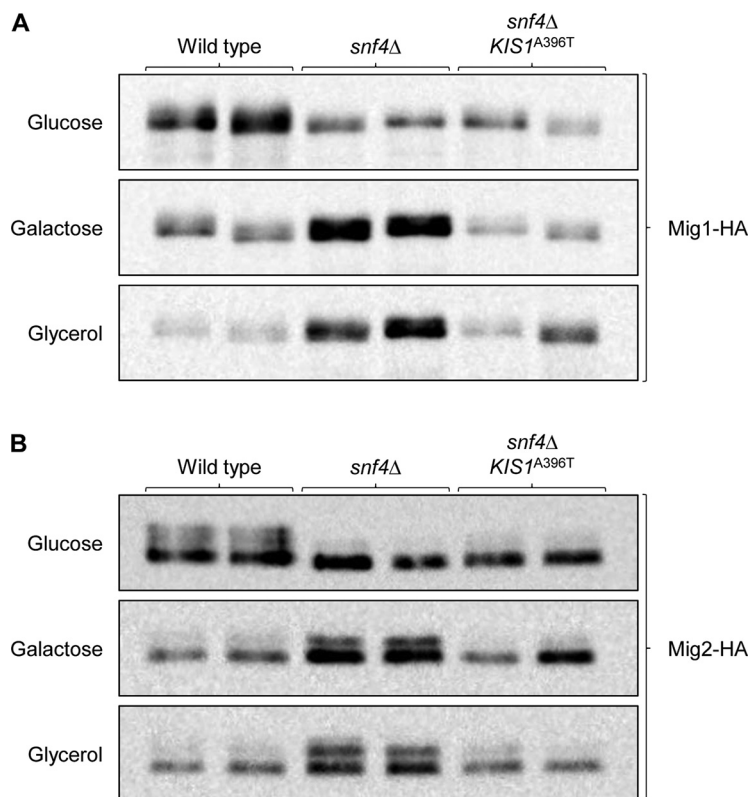 A
Wild type
snf4Δ
snf4Δ
KIS1A396T
Glucose
Galactose
Glycerol
Mig1-HA
B
Wild type
snf4Δ
snf4Δ
KIS1A396T
Glucose
Galactose
Glycerol
Mig2-HA